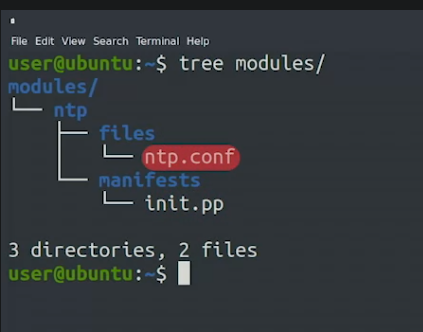 File Edit View Search Terminal Help
user@ubuntu:~$ tree modules/
modules/
└── ntp
    ├── files
    │   └── ntp.conf
    └── manifests
        └── init.pp

3 directories, 2 files
user@ubuntu:~$